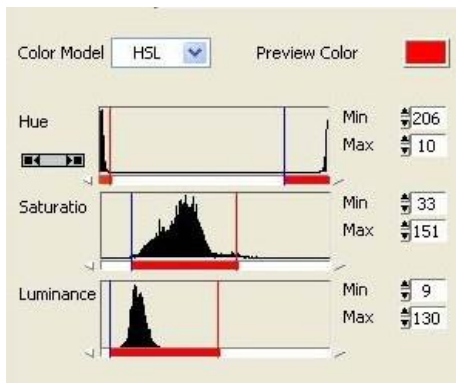 Color Model HSL Preview Color
Hue Min 206
Max 10
Saturatio Min 33
Max 151
Luminance Min 9
Max 130